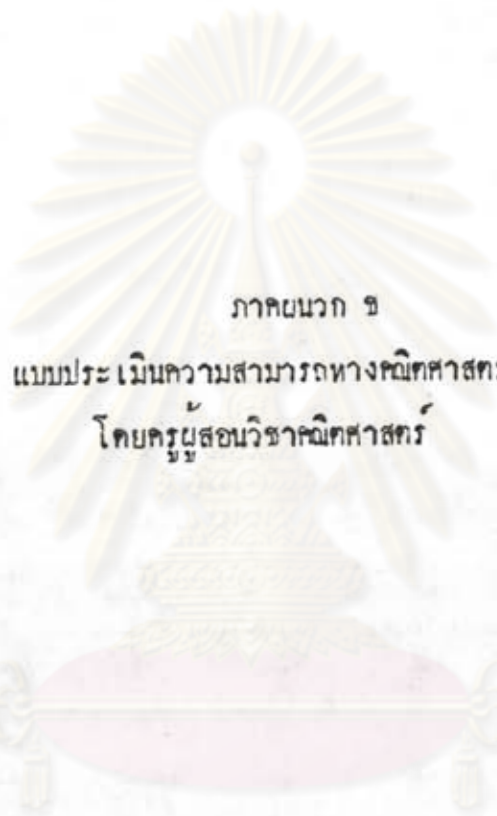 ภาคผนวก ข
แบบประเมินความสามารถทางคณิตศาสตร
โดยครูผู้สอนวิชาคณิตศาสตร์